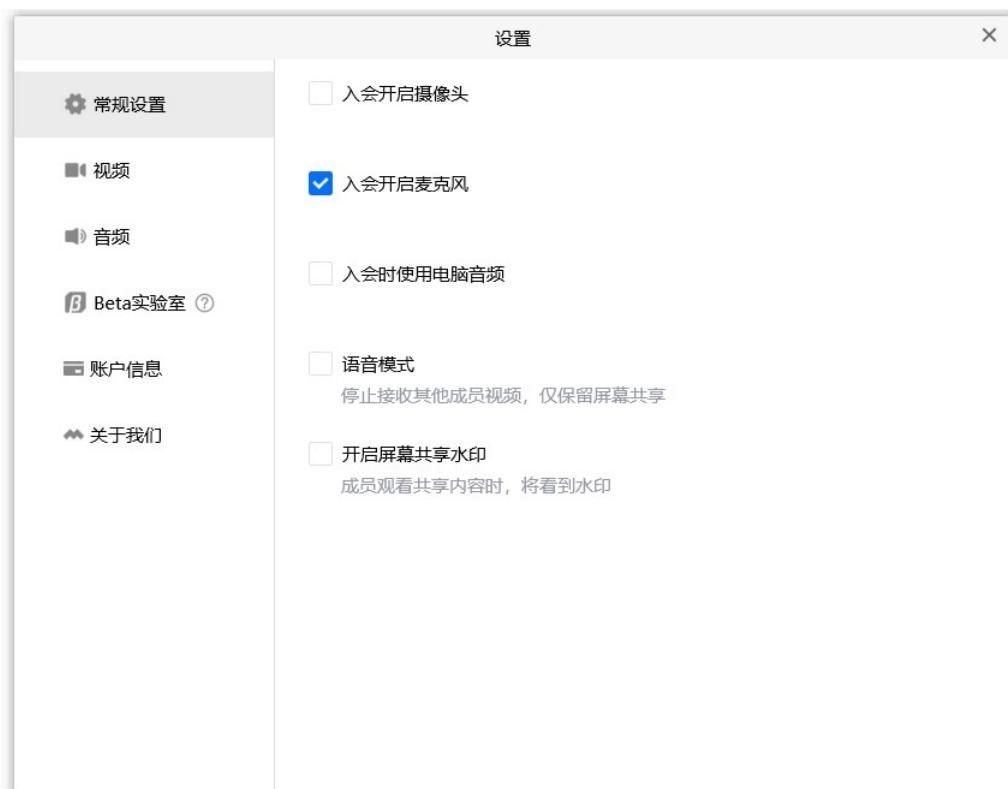 设置
常规设置
视频
音频
Beta实验室
账户信息
关于我们
入会开启摄像头
入会开启麦克风
入会时使用电脑音频
语音模式
停止接收其他成员视频，仅保留屏幕共享
开启屏幕共享水印
成员观看共享内容时，将看到水印